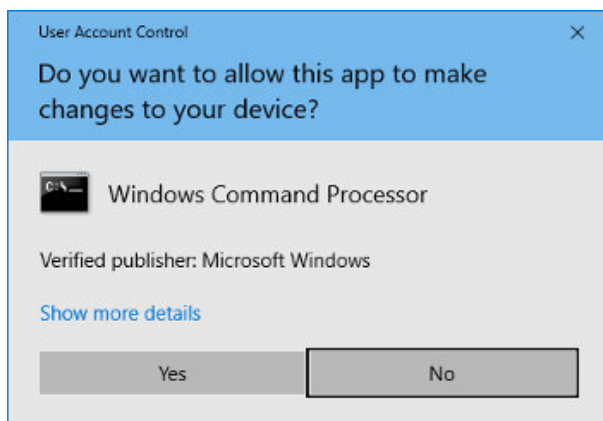 User Account Control
Do you want to allow this app to make
changes to your device?
C:\_
Windows Command Processor
Verified publisher: Microsoft Windows
Show more details
Yes
No